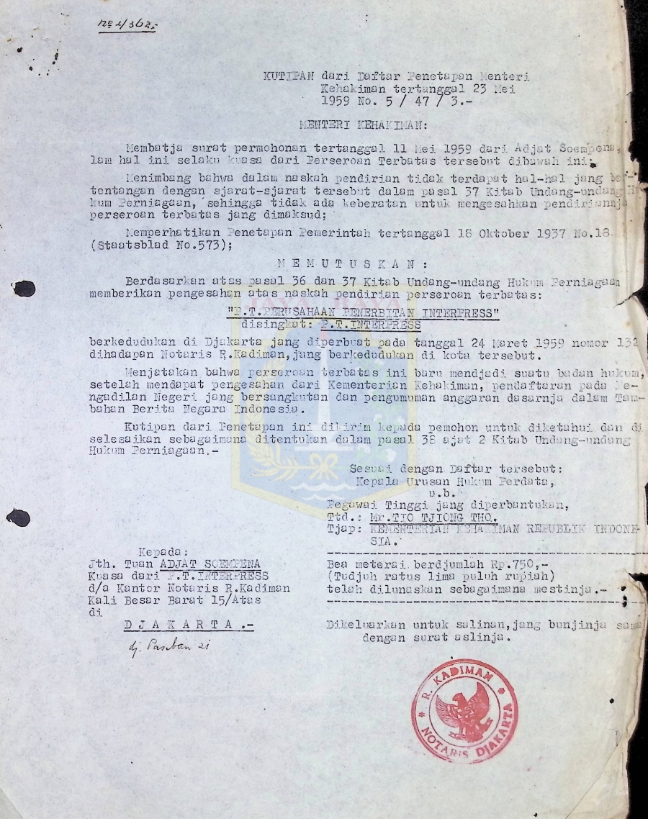 KUTIPAN dari Daftar Penetapan Menteri
Kehakiman tertanggal 23 Mei
1959 No. 5 / 47 / 3.-
MENTERI KEHAKIMAN:
Membatja surat permohonan tertanggal 11 Mei 1959 dari Adjat Soempena,
lam hal ini selaku kuasa dari Perseroan Terbatas tersebut dibawah ini;
Menimbang bahwa dalam naskah pendirian tidak terdapat hal-hal jang ber-
tentangan dengan sjarat-sjarat tersebut dalam pasal 37 Kitab Undang-undang Hu-
kum Perniagaan, sehingga tidak ada keberatan untuk mengesahkan pendiriannja
perseroan terbatas jang dimaksud;
Memperhatikan Penetapan Pemerintah tertanggal 18 Oktober 1937 No.18
(Staatsblad No.573);
M E M U T U S K A N :
Berdasarkan atas pasal 36 dan 37 Kitab Undang-undang Hukum Perniagaan
memberikan pengesahan atas naskah pendirian perseroan terbatas:
JAYA RAYA
"P.T.PERUSAHAAN PENERBITAN INTERPRESS"
disingkat: P.T.INTERPRESS
berkedudukan di Djakarta jang diperbuat pada tanggal 24 Maret 1959 nomor 132
dihadapan Notaris R.Kadiman,jang berkedudukan di kota tersebut.
Menjatakan bahwa perseroan terbatas ini baru mendjadi suatu badan hukum,
setelah mendapat pengesahan dari Kementerian Kehakiman, pendaftaran pada Pe-
ngadilan Negeri jang bersangkutan dan pengumuman anggaran dasarnja dalam Tam-
bahan Berita Negara Indonesia.
Kutipan dari Penetapan ini dikirim kepada pemohon untuk diketahui dan di
selesaikan sebagaimana ditentukan dalam pasal 38 ajat 2 Kitab Undang-undang
Hukum Perniagaan.-
Sesuai dengan Daftar tersebut:
Kepala Urusan Hukum Perdata,
u.b.
Pegawai Tinggi jang diperbantukan,
Ttd.: Mr.TIO TJIONG THO.
Tjap: KEMENTERIAN KEHAKIMAN REPUBLIK INDONE-
SIA.
Kepada:
Jth. Tuan ADJAT SOEMPENA
Kuasa dari P.T.INTERPRESS
d/a Kantor Notaris R.Kadiman
Kali Besar Barat 15/Atas
di
D J A K A R T A .-
Bea meterai berdjumlah Rp.750,-
(Tudjuh ratus lima puluh rupiah)
telah dilunaskan sebagaimana mestinja.-
Dikeluarkan untuk salinan,jang bunjinja sama
dengan surat aslinja.
R. KADIMAN
NOTARIS DJAKARTA